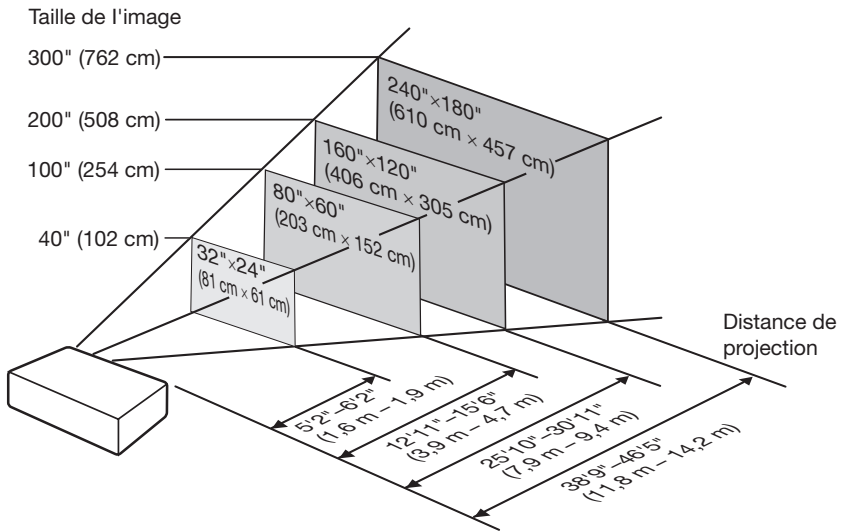 Taille de l'image
300" (762 cm)
200" (508 cm)
100" (254 cm)
40" (102 cm)
240"×180"
(610 cm × 457 cm)
160"×120"
(406 cm × 305 cm)
80"×60"
(203 cm × 152 cm)
32"×24"
(81 cm × 61 cm)
Distance de
projection
5'2"–6'2"
(1,6 m – 1,9 m)
12'11"–15'6"
(3,9 m – 4,7 m)
25'10"–30'11"
(7,9 m – 9,4 m)
38'9"–46'5"
(11,8 m – 14,2 m)